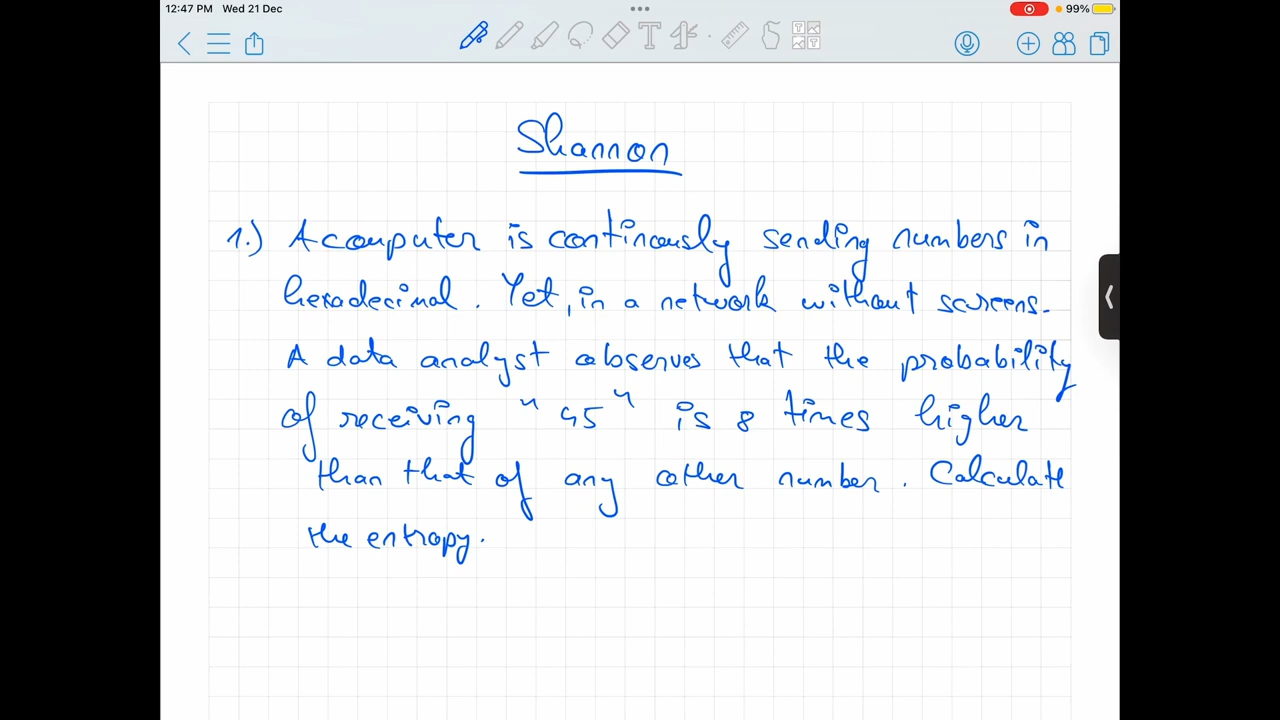 12:47 PM Wed 21 Dec
99%
Shannon
1.) A computer is continously sending numbers in
hexadecimal. Yet, in a network without screens.
A data analyst observes that the probability
of receiving "45" is 8 times higher
than that of any other number. Calculate
the entropy.